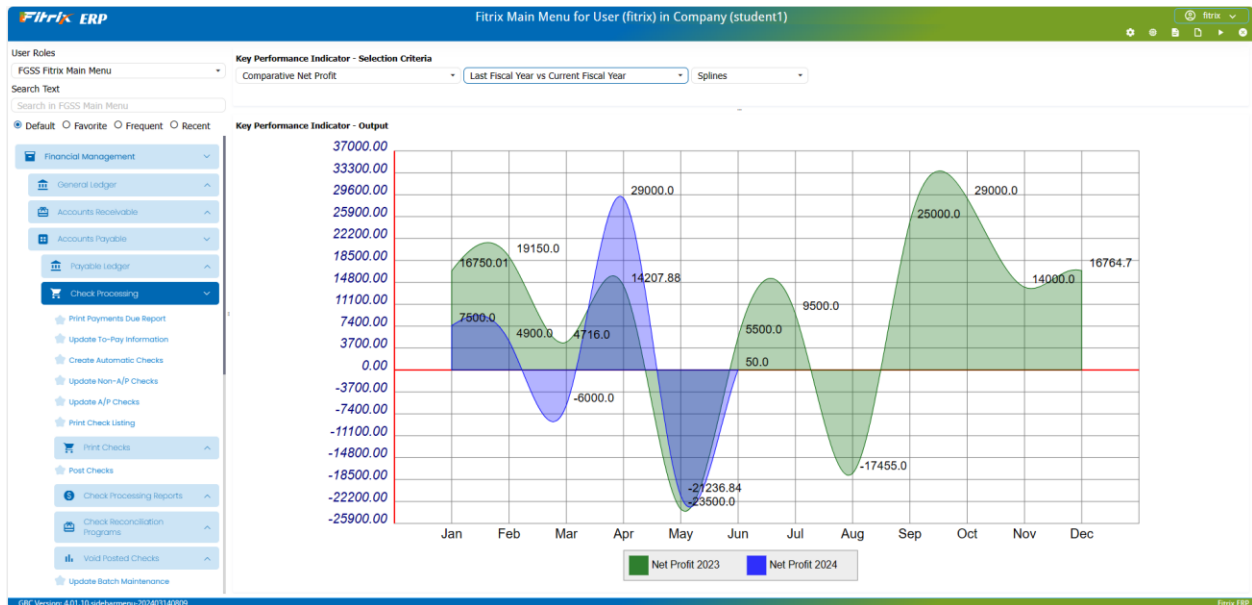 Fitrix ERP
Fitrix Main Menu for User (fitrix) in Company (student1)
fitrix
User Roles
FGSS Fitrix Main Menu
Search Text
Search in FGSS Main Menu
Default Favorite Frequent Recent
Financial Management
General Ledger
Accounts Receivable
Accounts Payable
Payable Ledger
Check Processing
Print Payments Due Report
Update To-Pay Information
Create Automatic Checks
Update Non-A/P Checks
Update A/P Checks
Print Check Listing
Print Checks
Post Checks
Check Processing Reports
Check Reconciliation
Programs
Void Posted Checks
Update Batch Maintenance
Key Performance Indicator - Selection Criteria
Comparative Net Profit
Last Fiscal Year vs Current Fiscal Year
Splines
Key Performance Indicator - Output
37000.00
33300.00
29600.00
25900.00
22200.00
18500.00
14800.00
11100.00
7400.00
3700.00
0.00
-3700.00
-7400.00
-11100.00
-14800.00
-18500.00
-22200.00
-25900.00
16750.01
19150.0
4716.0
14207.88
-23500.0
5500.0
9500.0
-17455.0
25000.0
29000.0
14000.0
16764.7
7500.0
4900.0
-6000.0
29000.0
-21236.84
50.0
Jan Feb Mar Apr May Jun Jul Aug Sep Oct Nov Dec
Net Profit 2023
Net Profit 2024
GBC Version: 4.01.10 sidebarmenu-202403140809
Fitrix ERP